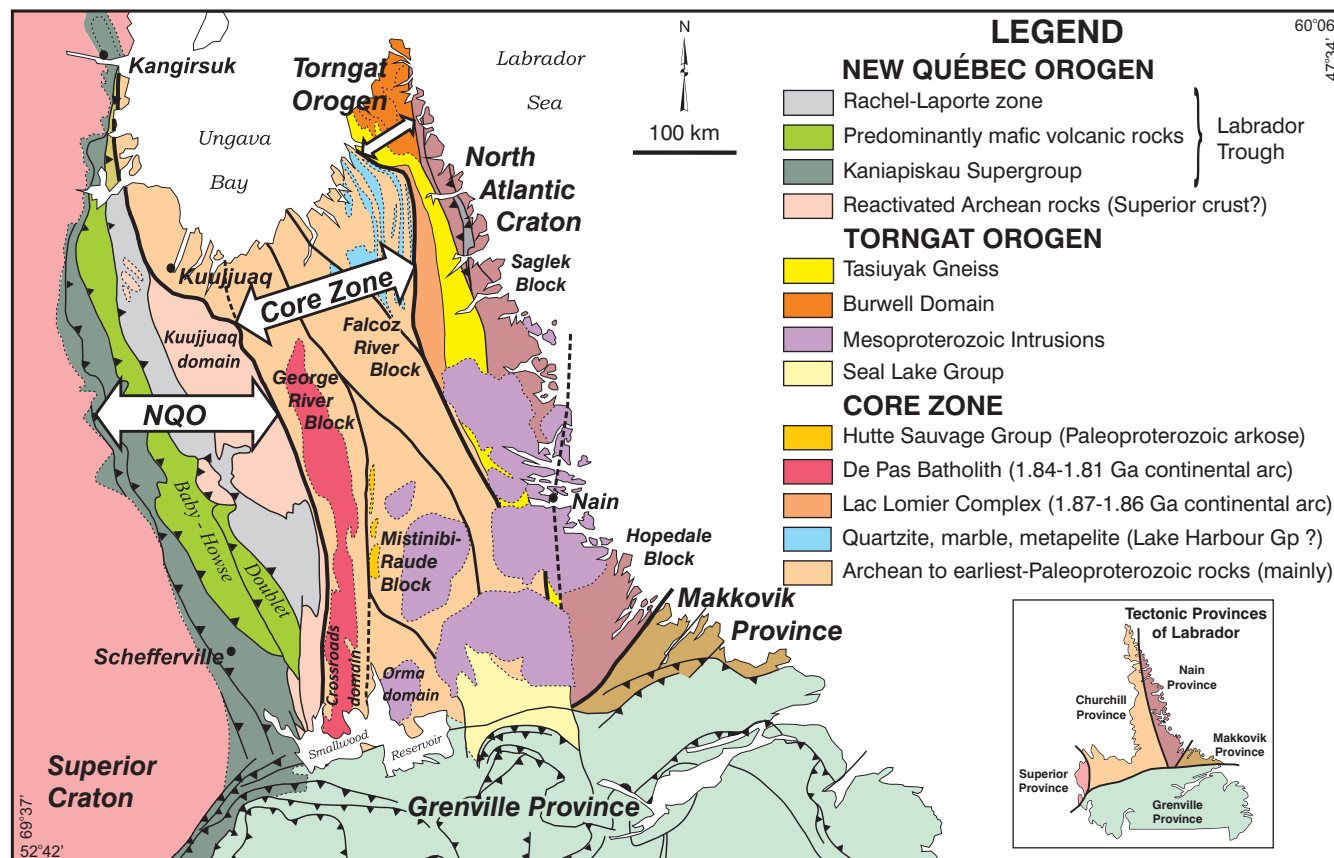 Kangirsuk
Torngat
Orogen
Labrador
Sea
N
100 km
Ungava
Bay
North
Atlantic
Craton
Saglek
Block
Kuujjuaq
Core Zone
Kuujjuaq
domain
Falcoz
River
Block
George
River
Block
NQO
Baby - Howse
Doublet
Mistinibi-
Raude
Block
Nain
Hopedale
Block
Makkovik
Province
Schefferville
Crossroads
domain
Orma
domain
Smallwood
Reservoir
Superior
Craton
Grenville Province
69°37'
52°42'
60°06'
47°34'
LEGEND
NEW QUÉBEC OROGEN
Rachel-Laporte zone
Predominantly mafic volcanic rocks
Kaniapiskau Supergroup
Labrador
Trough
Reactivated Archean rocks (Superior crust?)
TORNGAT OROGEN
Tasiuyak Gneiss
Burwell Domain
Mesoproterozoic Intrusions
Seal Lake Group
CORE ZONE
Hutte Sauvage Group (Paleoproterozoic arkose)
De Pas Batholith (1.84-1.81 Ga continental arc)
Lac Lomier Complex (1.87-1.86 Ga continental arc)
Quartzite, marble, metapelite (Lake Harbour Gp ?)
Archean to earliest-Paleoproterozoic rocks (mainly)
Tectonic Provinces
of Labrador
Nain
Province
Churchill
Province
Makkovik
Province
Superior
Province
Grenville
Province